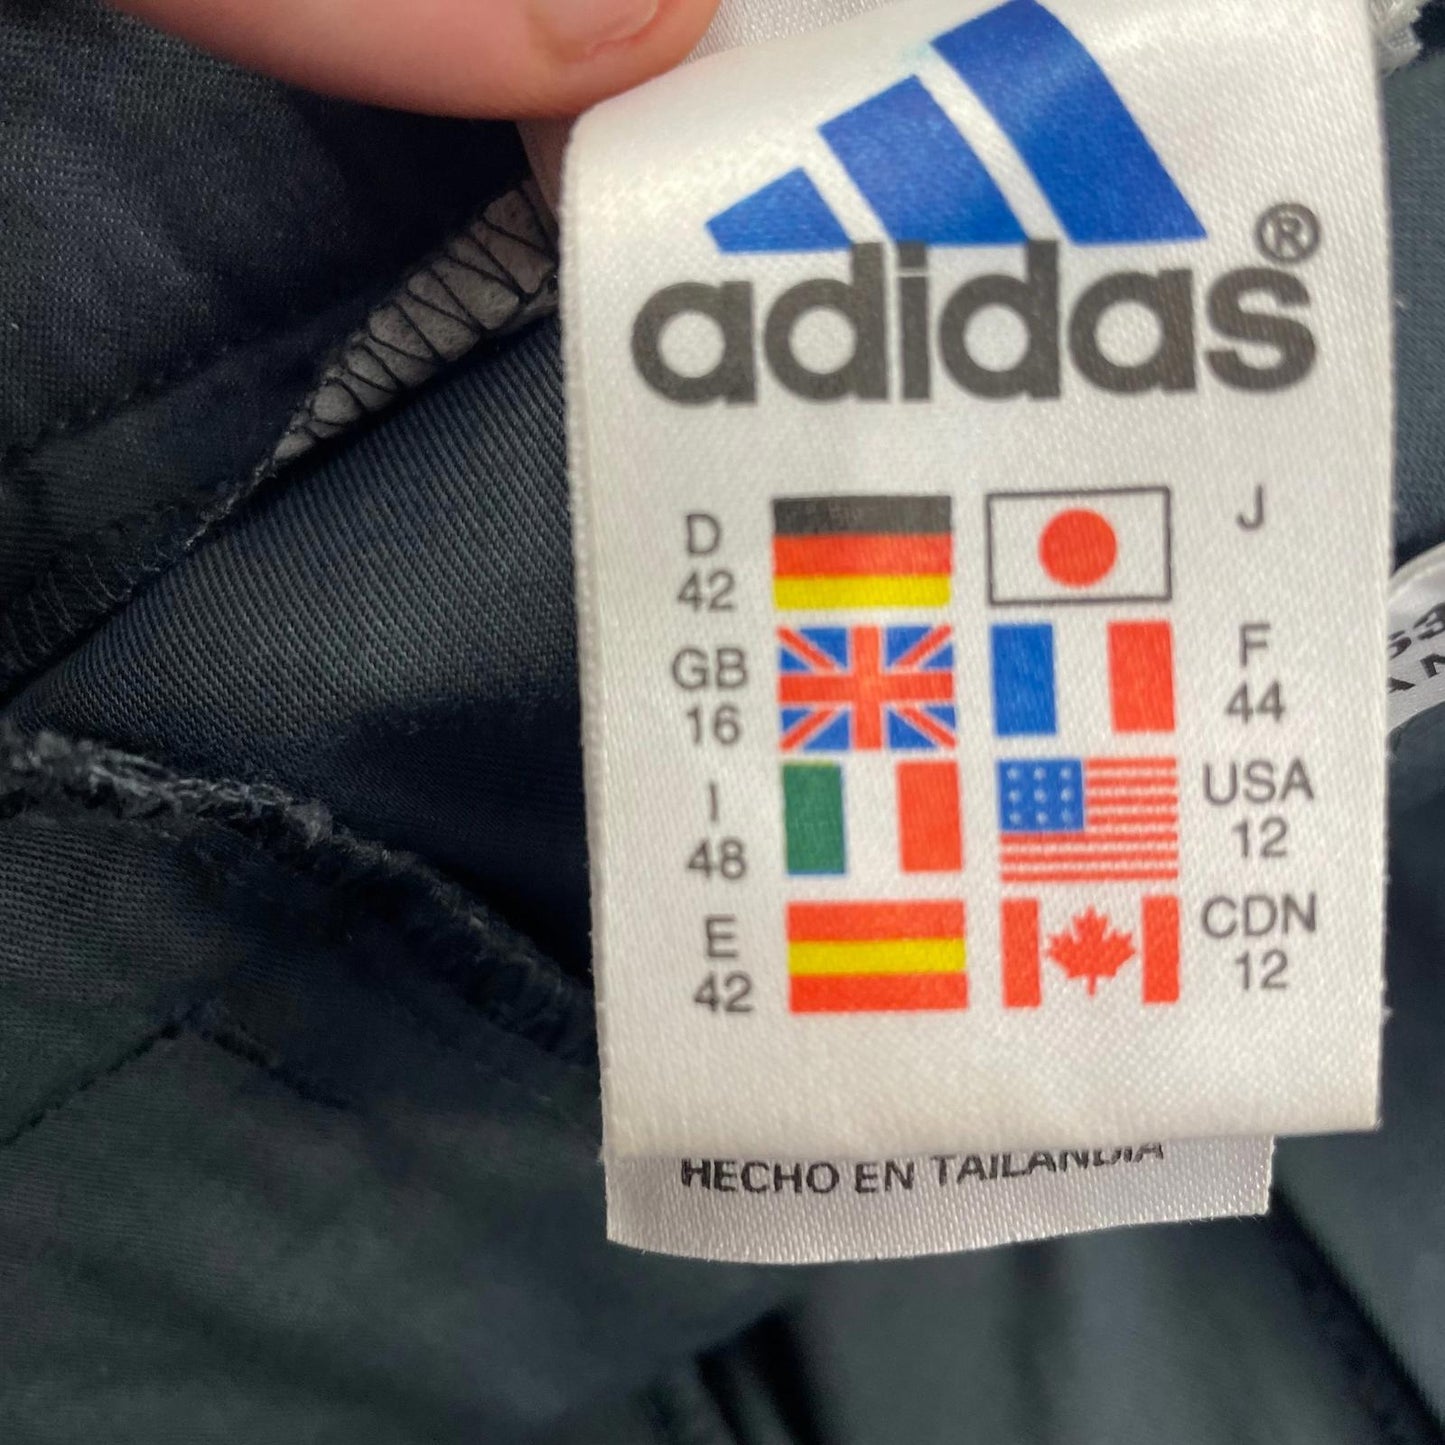 adidas®
D
42
J
GB
16
F
44
I
48
USA
12
E
42
CDN
12
HECHO EN TAILANDIA